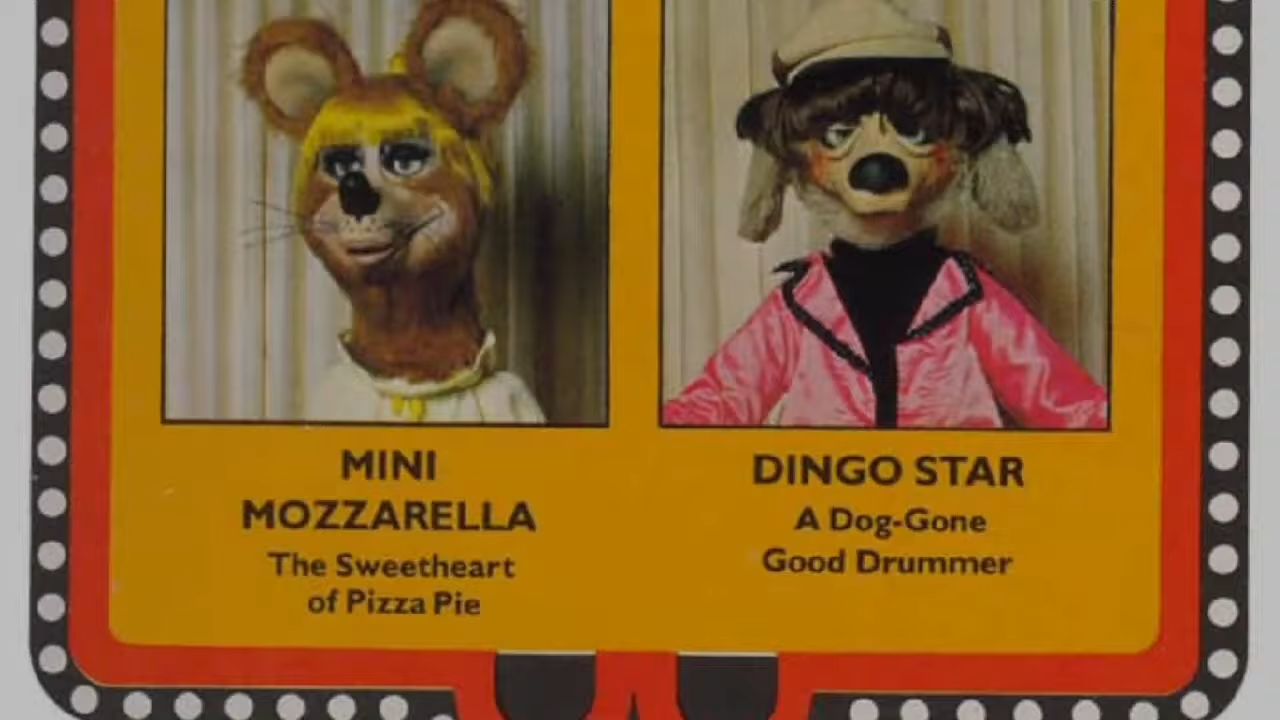 MINI
MOZZARELLA
The Sweetheart
of Pizza Pie
DINGO STAR
A Dog-Gone
Good Drummer